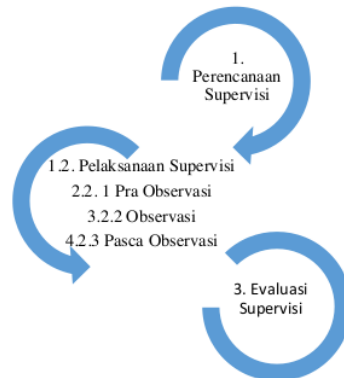 1.
Perencanaan
Supervisi
1.2. Pelaksanaan Supervisi
2.2. 1 Pra Observasi
3.2.2 Observasi
4.2.3 Pasca Observasi
3. Evaluasi
Supervisi